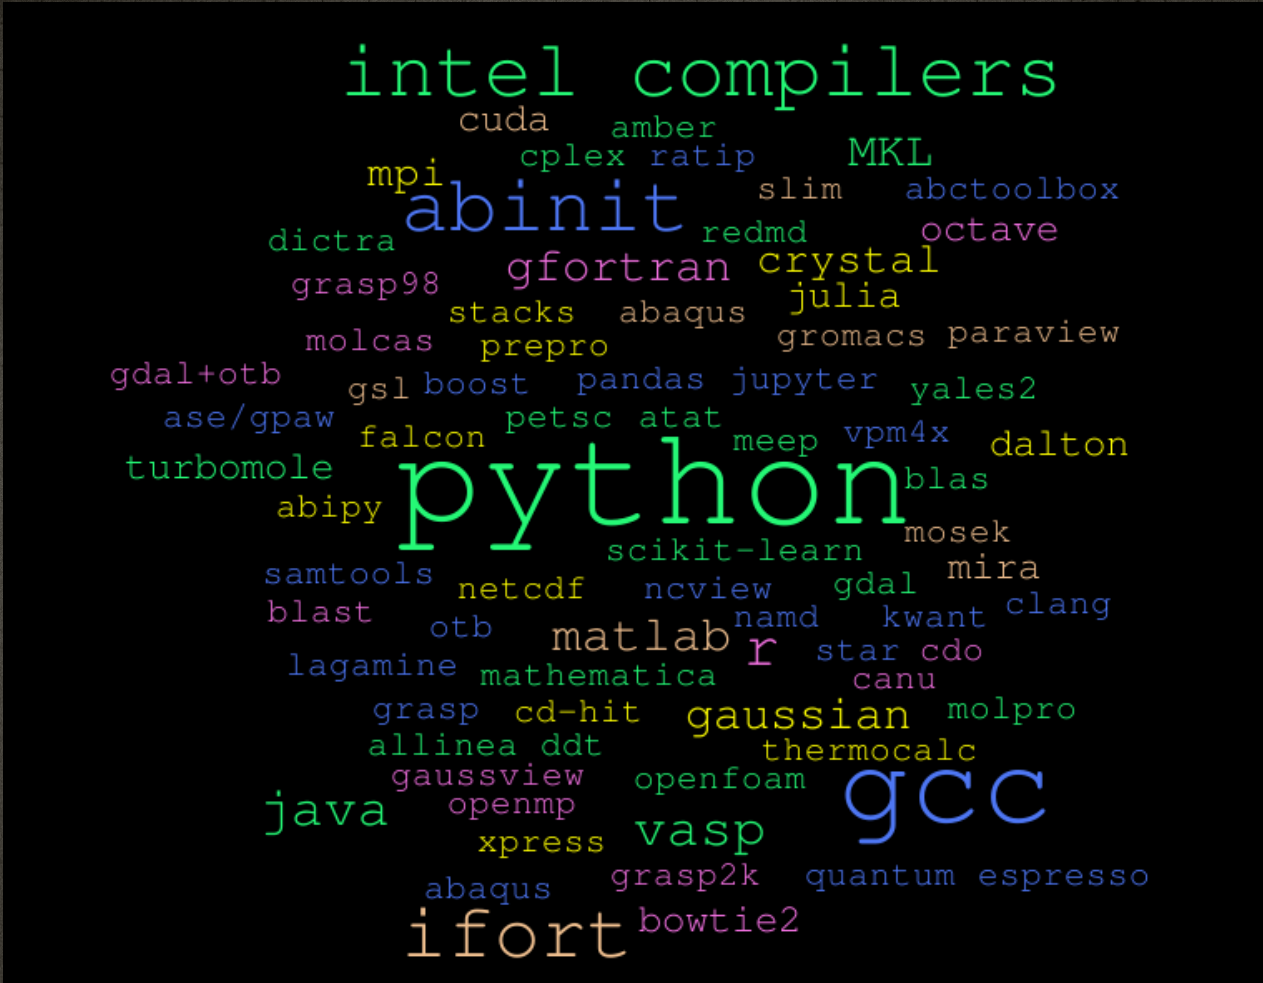 intel compilers
cuda amber
cplex ratip MKL
mpi slim abctoolbox
abinit redmd octave
dictra gfortran crystal
grasp98 julia
stacks abaqus
molcas prepro gromacs paraview
gdal+otb gsl boost pandas jupyter yales2
ase/gpaw petsc atat
falcon meep vpm4x dalton
turbomole python blas
abipy mosek
scikit-learn mira
samtools netcdf ncview gdal
blast otb namd kwant clang
matlab r star cdo
lagamine mathematica canu
grasp cd-hit gaussian molpro
allinea ddt thermocalc
gaussview openfoam gcc
java openmp
xpress vasp
abaqus grasp2k quantum espresso
ifort bowtie2